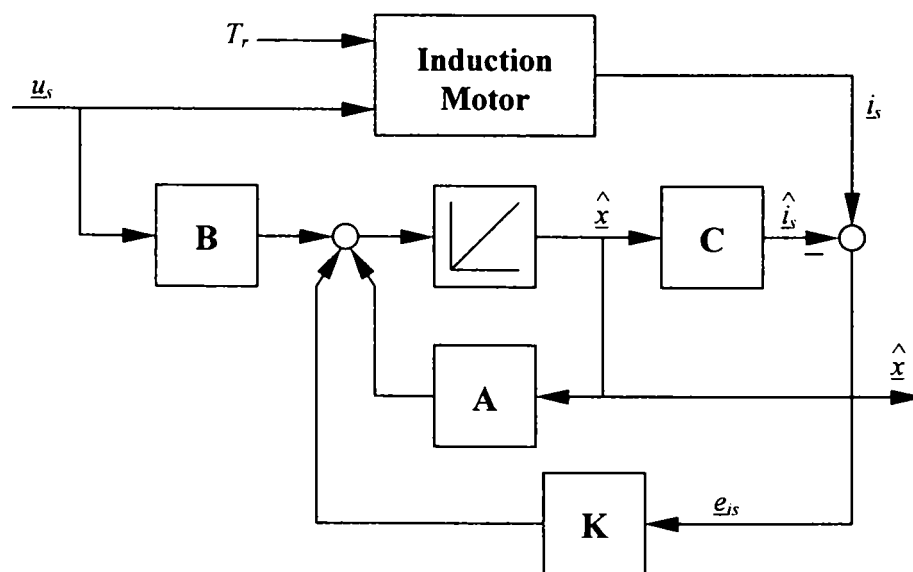 T_r
Induction
Motor
u_s
i_s
B
x̂
C
î_s
−
A
x̂
K
e_is